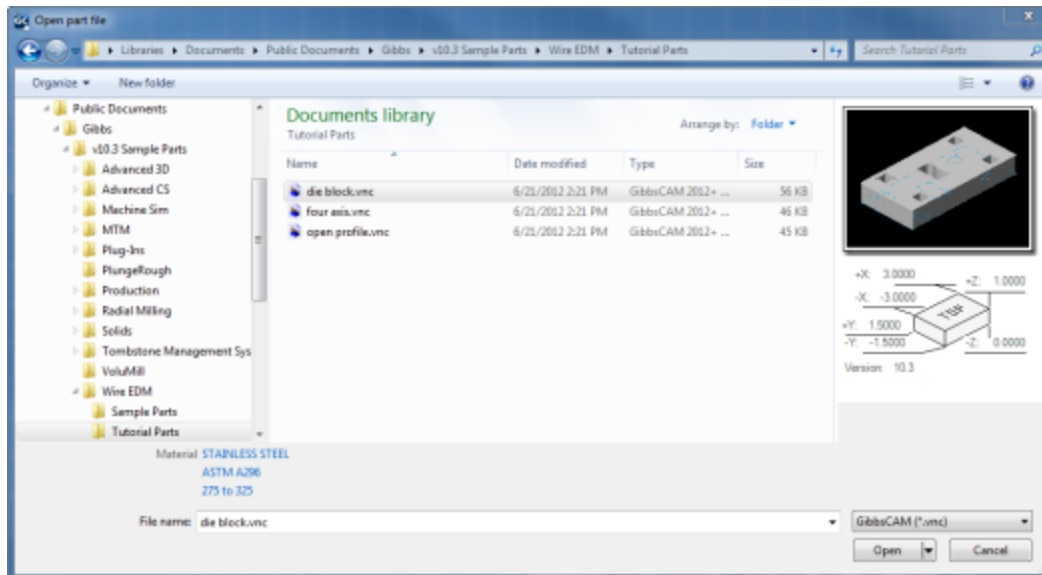 Open part file
Libraries ▸ Documents ▸ Public Documents ▸ Gibbs ▸ v10.3 Sample Parts ▸ Wire EDM ▸ Tutorial Parts
Search Tutorial Parts
Organize
New folder
Public Documents
Gibbs
v10.3 Sample Parts
Advanced 3D
Advanced CS
Machine Sim
MTM
Plug-Ins
PlungeRough
Production
Radial Milling
Solids
Tombstone Management Sys
VoluMill
Wire EDM
Sample Parts
Tutorial Parts
Documents library
Tutorial Parts
Arrange by: Folder
Name Date modified Type Size
die block.vnc 6/21/2012 2:21 PM GibbsCAM 2012+ ... 56 KB
four axis.vnc 6/21/2012 2:21 PM GibbsCAM 2012+ ... 46 KB
open profile.vnc 6/21/2012 2:21 PM GibbsCAM 2012+ ... 45 KB
+X: 3.0000
+Z: 1.0000
-X: -3.0000
+Y: 1.5000
-Y: -1.5000
-Z: 0.0000
Version: 10.3
Material STAINLESS STEEL
ASTM A296
275 to 325
File name: die block.vnc
GibbsCAM (*.vnc)
Open
Cancel